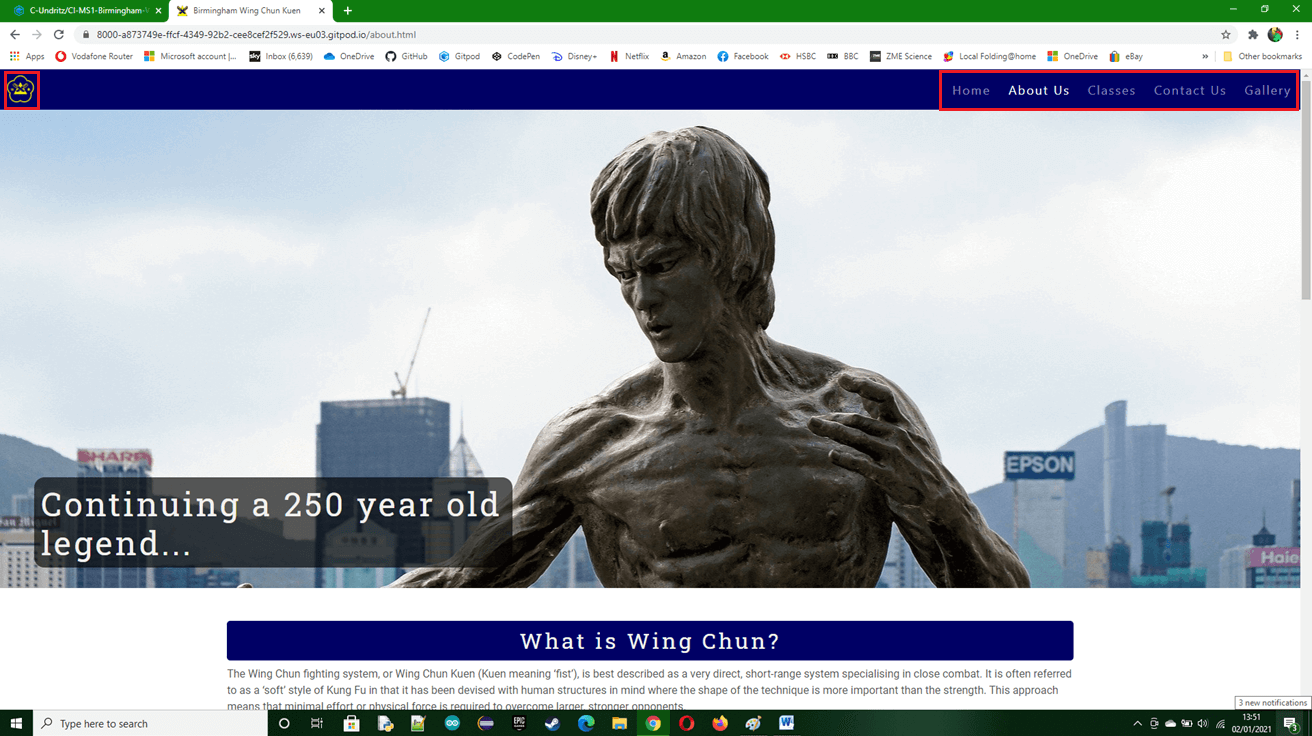 C-Undritz/CI-MS1-Birmingham-
Birmingham Wing Chun Kuen
8000-a873749e-ffcf-4349-92b2-cee8cef2f529.ws-eu03.gitpod.io/about.html
Apps Vodafone Router Microsoft account |... Inbox (6,639) OneDrive GitHub Gitpod CodePen Disney+ Netflix Amazon Facebook HSBC BBC ZME Science Local Folding@home OneDrive eBay » Other bookmarks
Home About Us Classes Contact Us Gallery
SHARP
EPSON
Continuing a 250 year old
legend...
Haie
What is Wing Chun?
The Wing Chun fighting system, or Wing Chun Kuen (Kuen meaning ‘fist’), is best described as a very direct, short-range system specialising in close combat. It is often referred
to as a ‘soft’ style of Kung Fu in that it has been devised with human structures in mind where the shape of the technique is more important than the strength. This approach
means that minimal effort or physical force is required to overcome larger, stronger opponents.
3 new notifications
Type here to search
EPIC
GAMES
13:51
02/01/2021
3